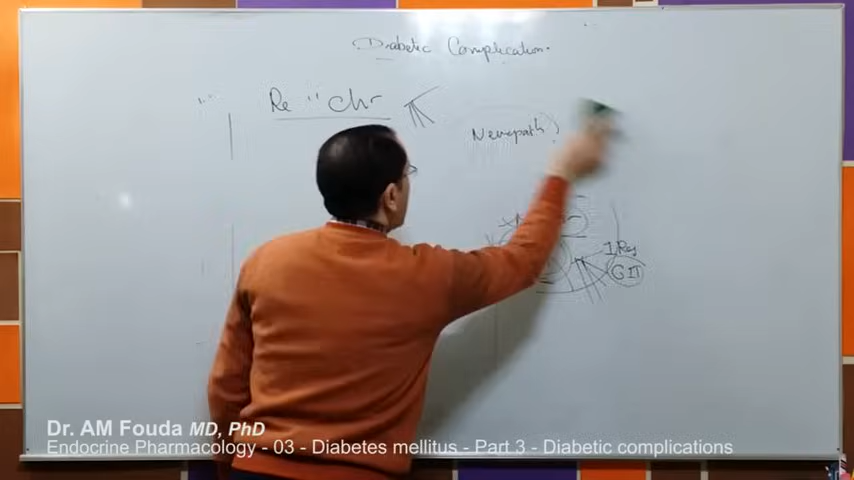 Diabetic Complication.
Re "chr
Neuropath
I, Res
GIT
Dr. AM Fouda MD, PhD
Endocrine Pharmacology - 03 - Diabetes mellitus - Part 3 - Diabetic complications